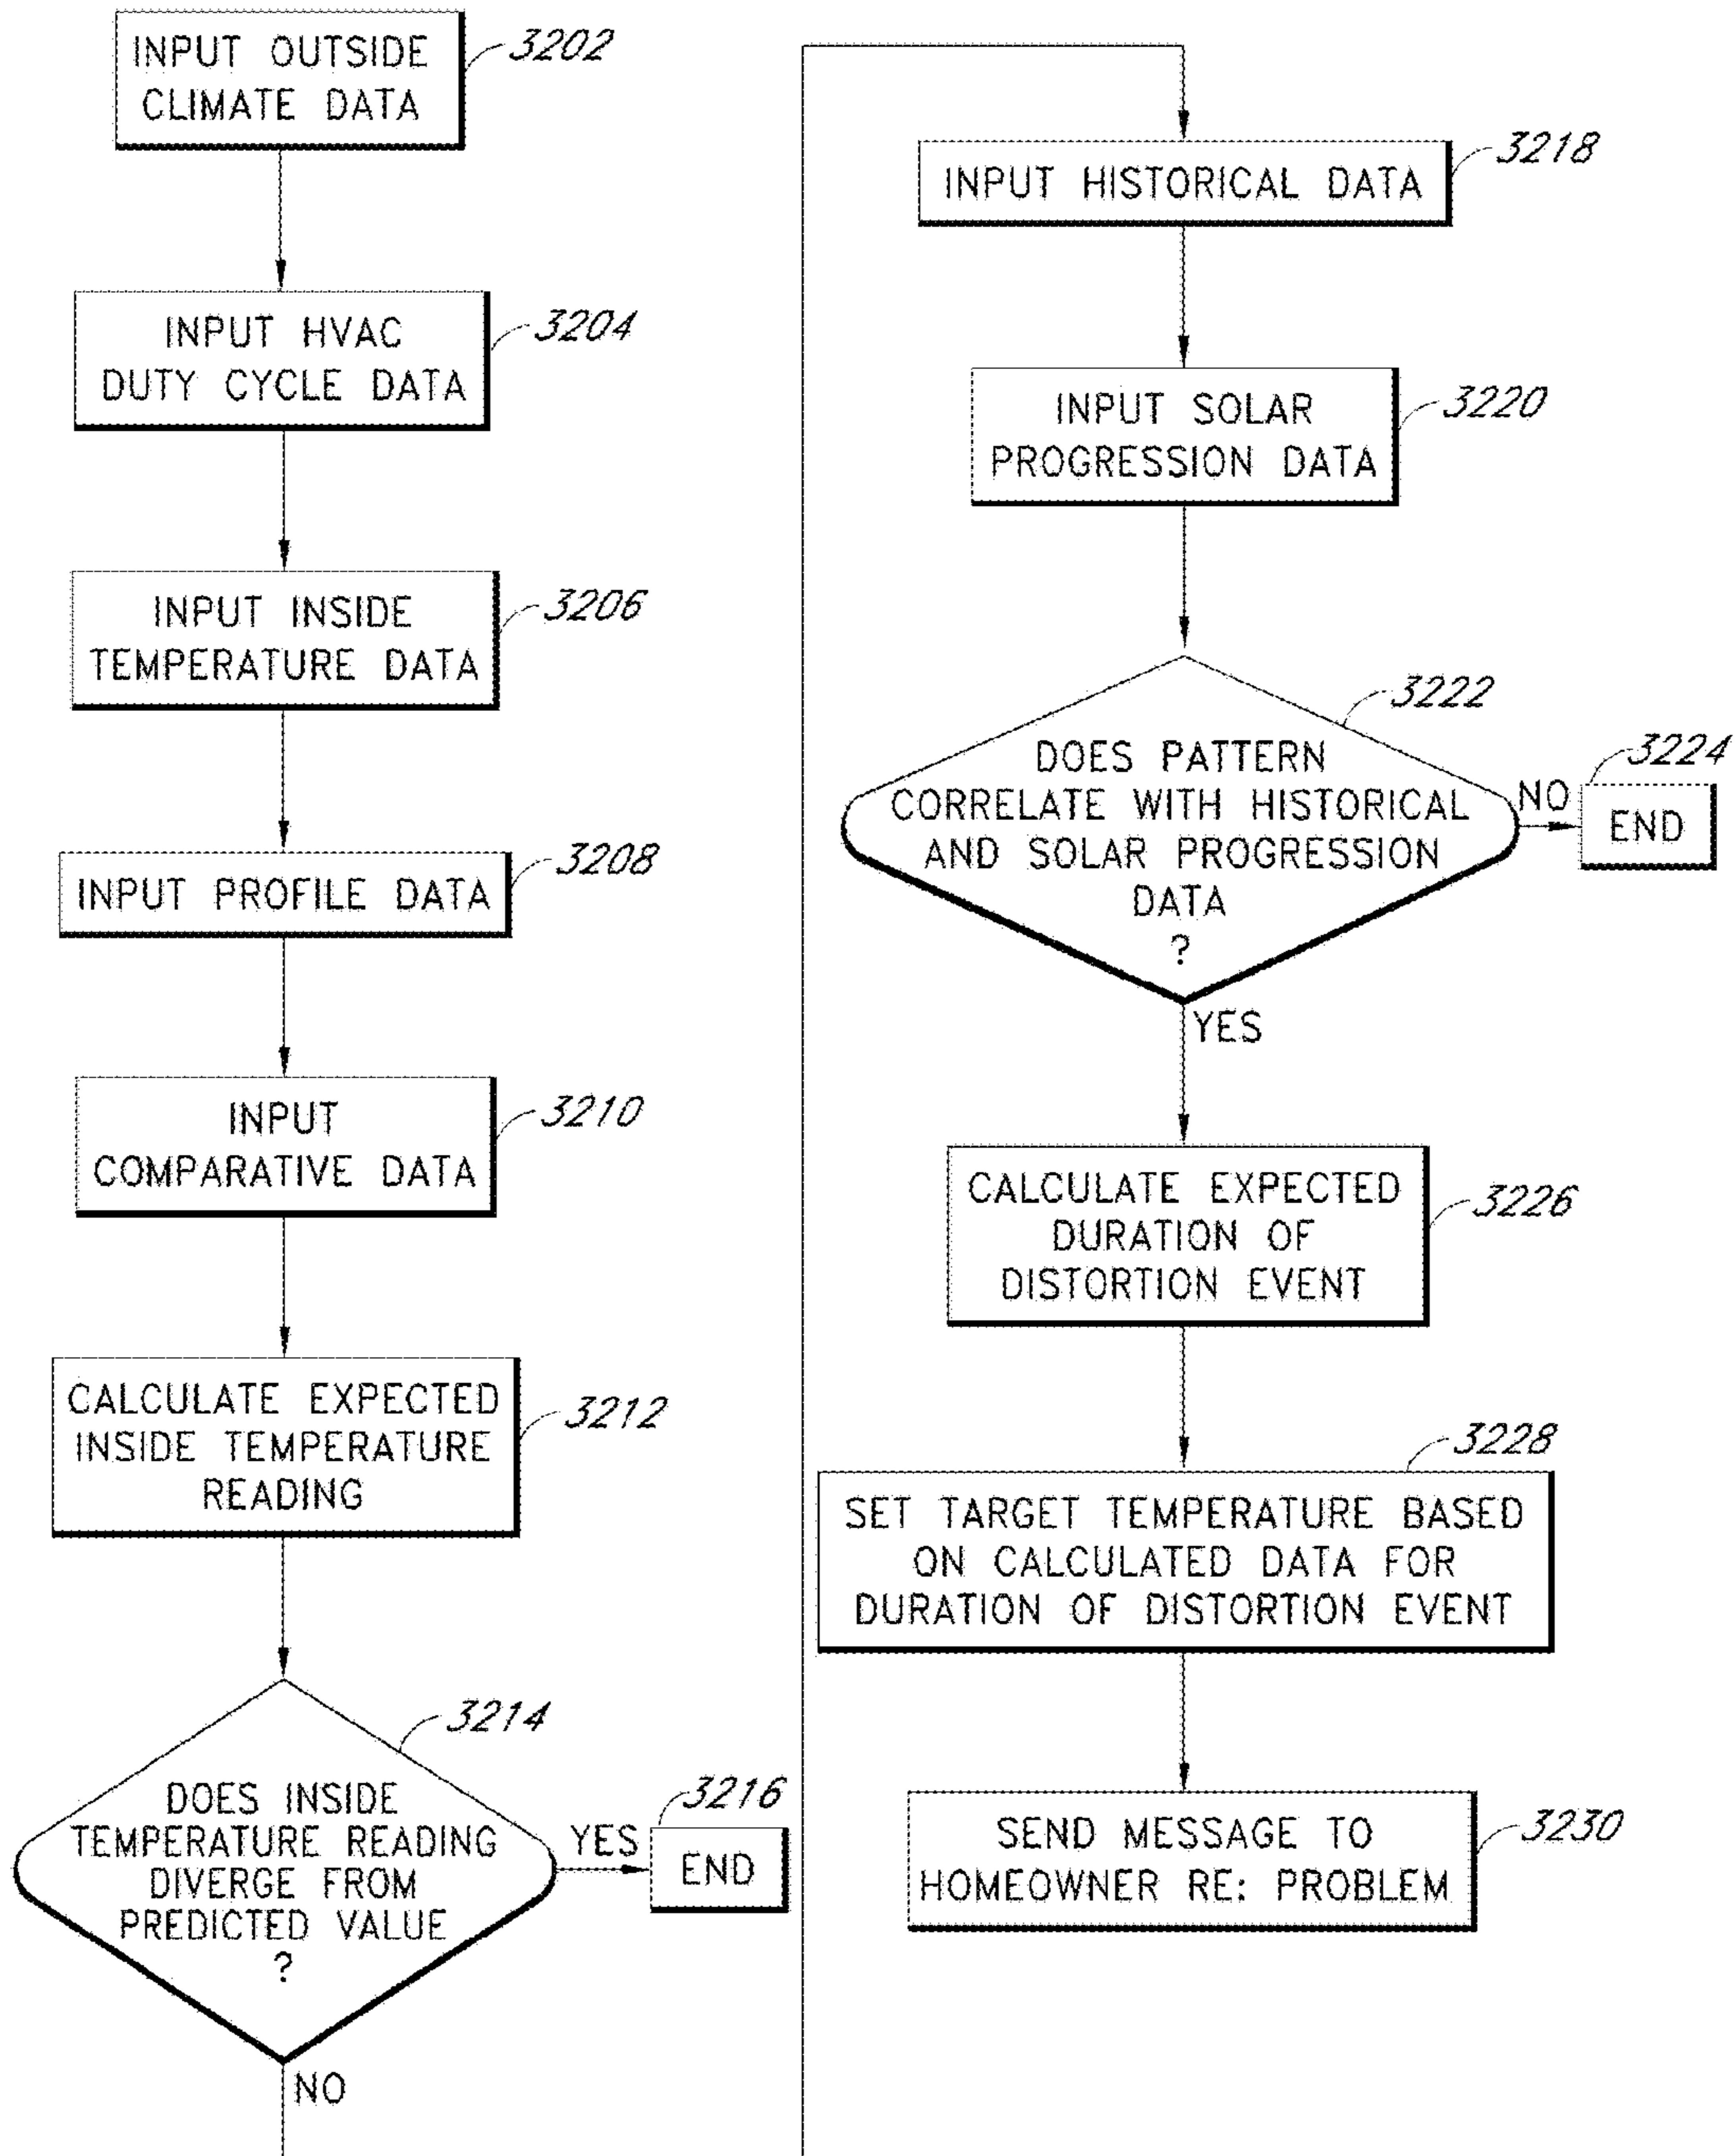 INPUT OUTSIDE
CLIMATE DATA
3202
INPUT HVAC
DUTY CYCLE DATA
3204
INPUT INSIDE
TEMPERATURE DATA
3206
INPUT PROFILE DATA
3208
INPUT
COMPARATIVE DATA
3210
CALCULATE EXPECTED
INSIDE TEMPERATURE
READING
3212
DOES INSIDE
TEMPERATURE READING
DIVERGE FROM
PREDICTED VALUE
?
3214
YES
END
3216
NO
INPUT HISTORICAL DATA
3218
INPUT SOLAR
PROGRESSION DATA
3220
DOES PATTERN
CORRELATE WITH HISTORICAL
AND SOLAR PROGRESSION
DATA
?
3222
NO
END
3224
YES
CALCULATE EXPECTED
DURATION OF
DISTORTION EVENT
3226
SET TARGET TEMPERATURE BASED
ON CALCULATED DATA FOR
DURATION OF DISTORTION EVENT
3228
SEND MESSAGE TO
HOMEOWNER RE: PROBLEM
3230